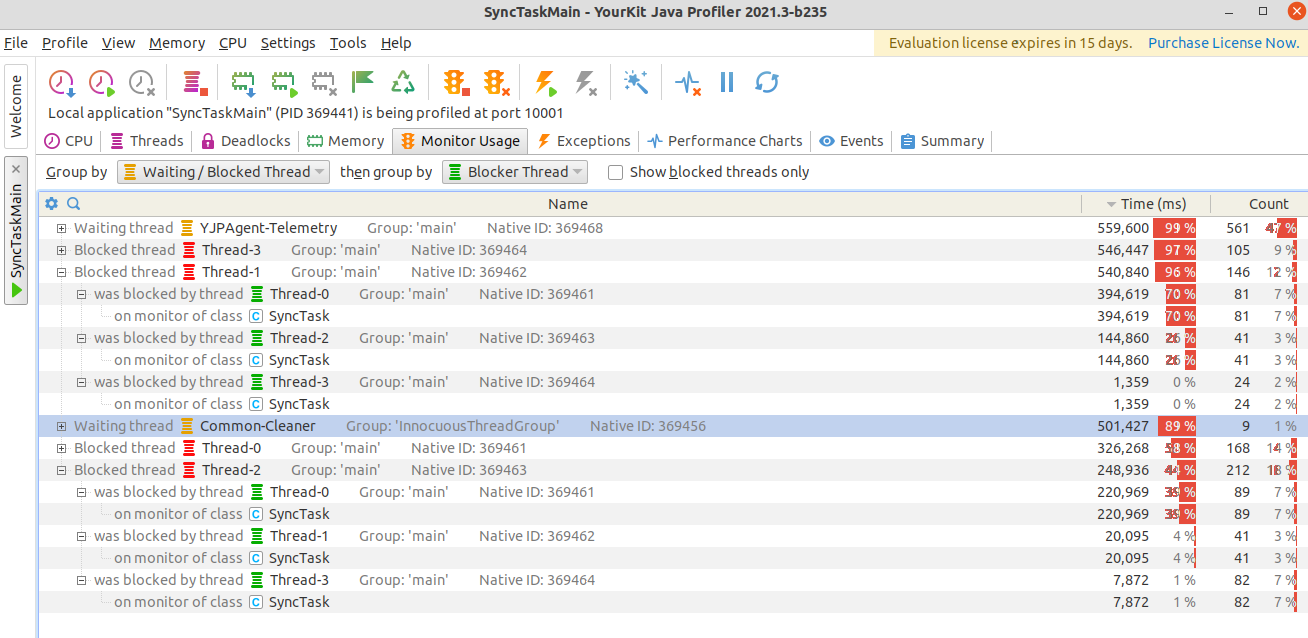 SyncTaskMain - YourKit Java Profiler 2021.3-b235
File Profile View Memory CPU Settings Tools Help
Evaluation license expires in 15 days. Purchase License Now.
Welcome
SyncTaskMain
Local application "SyncTaskMain" (PID 369441) is being profiled at port 10001
CPU Threads Deadlocks Memory Monitor Usage Exceptions Performance Charts Events Summary
Group by Waiting / Blocked Thread then group by Blocker Thread Show blocked threads only
Name Time (ms) Count
Waiting thread YJPAgent-Telemetry Group: 'main' Native ID: 369468 559,600 99 % 561 47 %
Blocked thread Thread-3 Group: 'main' Native ID: 369464 546,447 97 % 105 9 %
Blocked thread Thread-1 Group: 'main' Native ID: 369462 540,840 96 % 146 12 %
was blocked by thread Thread-0 Group: 'main' Native ID: 369461 394,619 70 % 81 7 %
on monitor of class C SyncTask 394,619 70 % 81 7 %
was blocked by thread Thread-2 Group: 'main' Native ID: 369463 144,860 26 % 41 3 %
on monitor of class C SyncTask 144,860 26 % 41 3 %
was blocked by thread Thread-3 Group: 'main' Native ID: 369464 1,359 0 % 24 2 %
on monitor of class C SyncTask 1,359 0 % 24 2 %
Waiting thread Common-Cleaner Group: 'InnocuousThreadGroup' Native ID: 369456 501,427 89 % 9 1 %
Blocked thread Thread-0 Group: 'main' Native ID: 369461 326,268 58 % 168 14 %
Blocked thread Thread-2 Group: 'main' Native ID: 369463 248,936 44 % 212 18 %
was blocked by thread Thread-0 Group: 'main' Native ID: 369461 220,969 39 % 89 7 %
on monitor of class C SyncTask 220,969 39 % 89 7 %
was blocked by thread Thread-1 Group: 'main' Native ID: 369462 20,095 4 % 41 3 %
on monitor of class C SyncTask 20,095 4 % 41 3 %
was blocked by thread Thread-3 Group: 'main' Native ID: 369464 7,872 1 % 82 7 %
on monitor of class C SyncTask 7,872 1 % 82 7 %